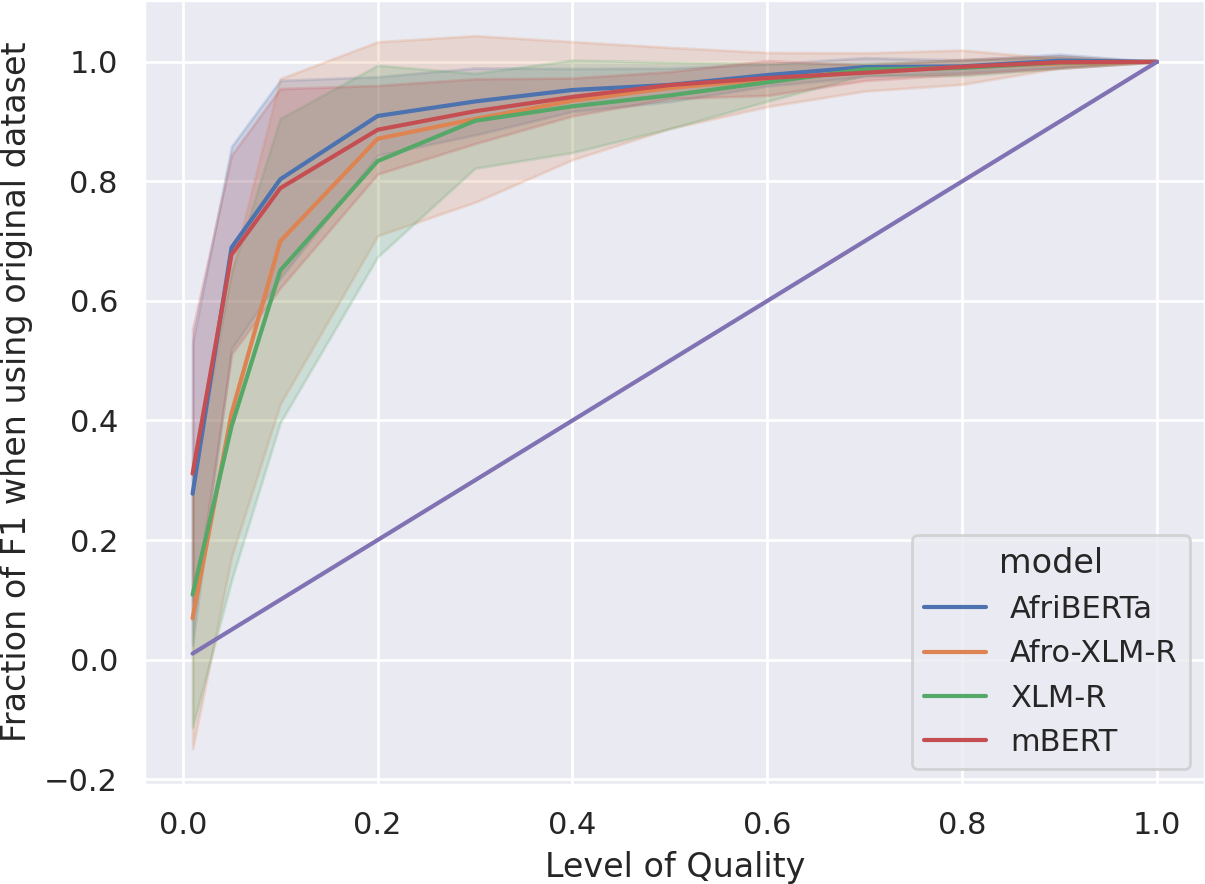 Fraction of F1 when using original dataset
1.0
0.8
0.6
0.4
0.2
0.0
−0.2
0.0 0.2 0.4 0.6 0.8 1.0
Level of Quality
model
AfriBERTa
Afro-XLM-R
XLM-R
mBERT